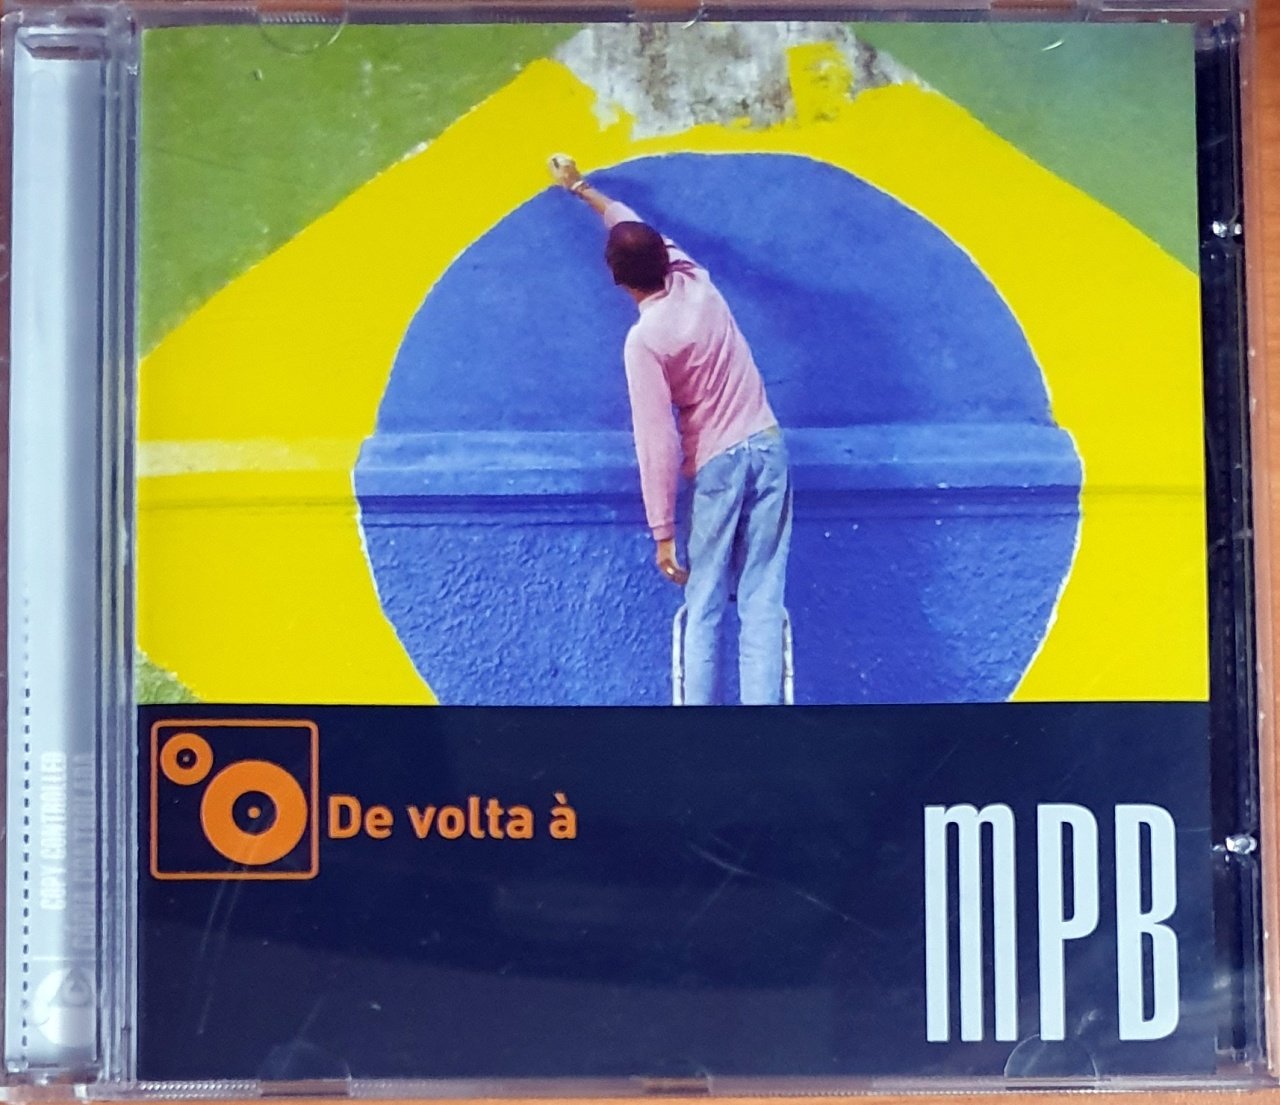 De volta à
MPB
COPY CONTROLLED